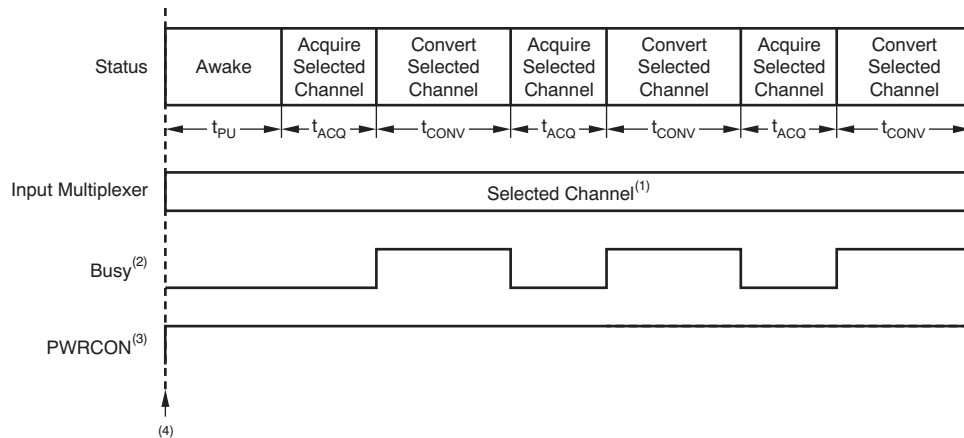 Status
Awake
Acquire
Selected
Channel
Convert
Selected
Channel
Acquire
Selected
Channel
Convert
Selected
Channel
Acquire
Selected
Channel
Convert
Selected
Channel
tPU
tACQ
tCONV
tACQ
tCONV
tACQ
tCONV
Input Multiplexer
Selected Channel(1)
Busy(2)
PWRCON(3)
(4)